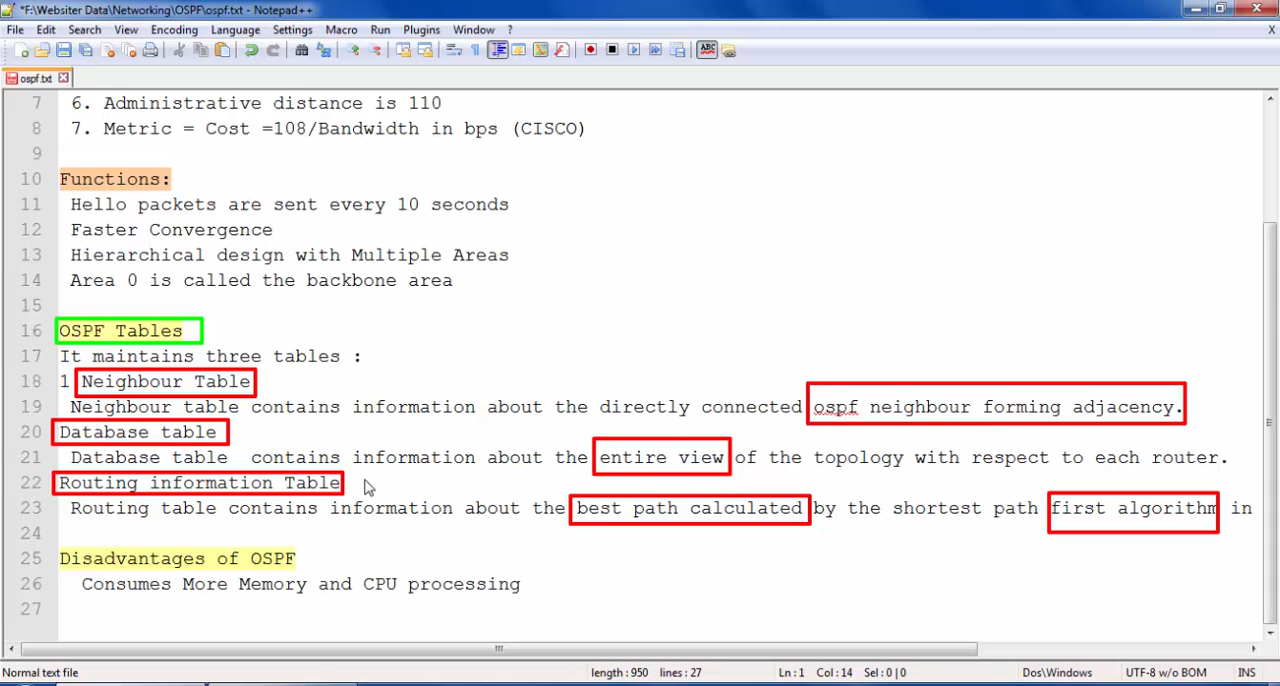 *F:\Websiter Data\Networking\OSPF\ospf.txt - Notepad++
File Edit Search View Encoding Language Settings Macro Run Plugins Window ? X
ABC
ospf.txt
7 6. Administrative distance is 110
8 7. Metric = Cost =108/Bandwidth in bps (CISCO)
9
10 Functions:
11 Hello packets are sent every 10 seconds
12 Faster Convergence
13 Hierarchical design with Multiple Areas
14 Area 0 is called the backbone area
15
16 OSPF Tables
17 It maintains three tables :
18 1 Neighbour Table
19 Neighbour table contains information about the directly connected ospf neighbour forming adjacency.
20 Database table
21 Database table contains information about the entire view of the topology with respect to each router.
22 Routing information Table
23 Routing table contains information about the best path calculated by the shortest path first algorithm in
24
25 Disadvantages of OSPF
26 Consumes More Memory and CPU processing
27
Normal text file length : 950 lines : 27 Ln : 1 Col : 14 Sel : 0 | 0 Dos\Windows UTF-8 w/o BOM INS